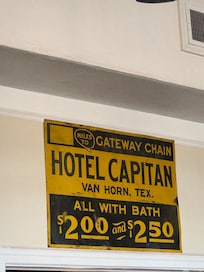 MILES TO
GATEWAY CHAIN
HOTEL CAPITAN
VAN HORN, TEX.
ALL WITH BATH
$2.00 and $2.50